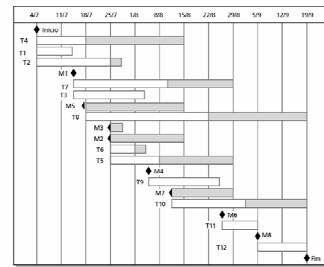 4/7 11/7 18/7 25/7 1/8 8/8 15/8 22/8 29/8 5/9 12/9 19/9
Início
T4
T1
T2
M1
T7
T3
M5
T8
M3
M2
T6
T5
M4
T9
M7
T10
M6
T11
M8
T12
Fim